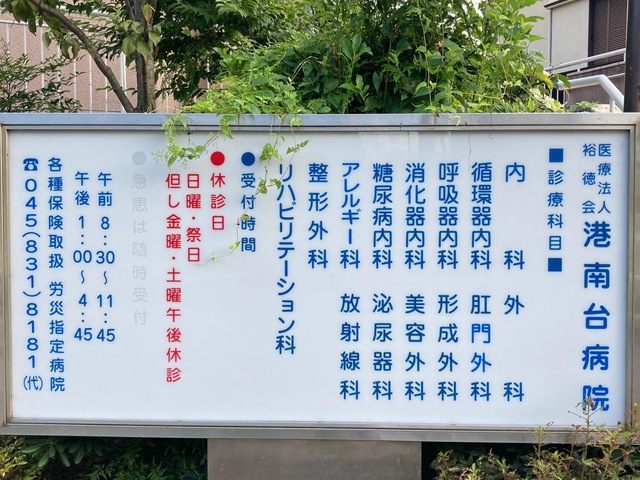 医療法人
裕徳会
港南台病院
■診療科目■
内科 外科
循環器内科 肛門外科
呼吸器内科 形成外科
消化器内科 美容外科
糖尿病内科 泌尿器科
アレルギー科 放射線科
整形外科
リハビリテーション科
●受付時間
●休診日
日曜・祭日
但し金曜・土曜午後休診
●急患は随時受付
午前 8:30〜11:45
午後 1:00〜4:45
各種保険取扱 労災指定病院
☎045(831)8181(代)